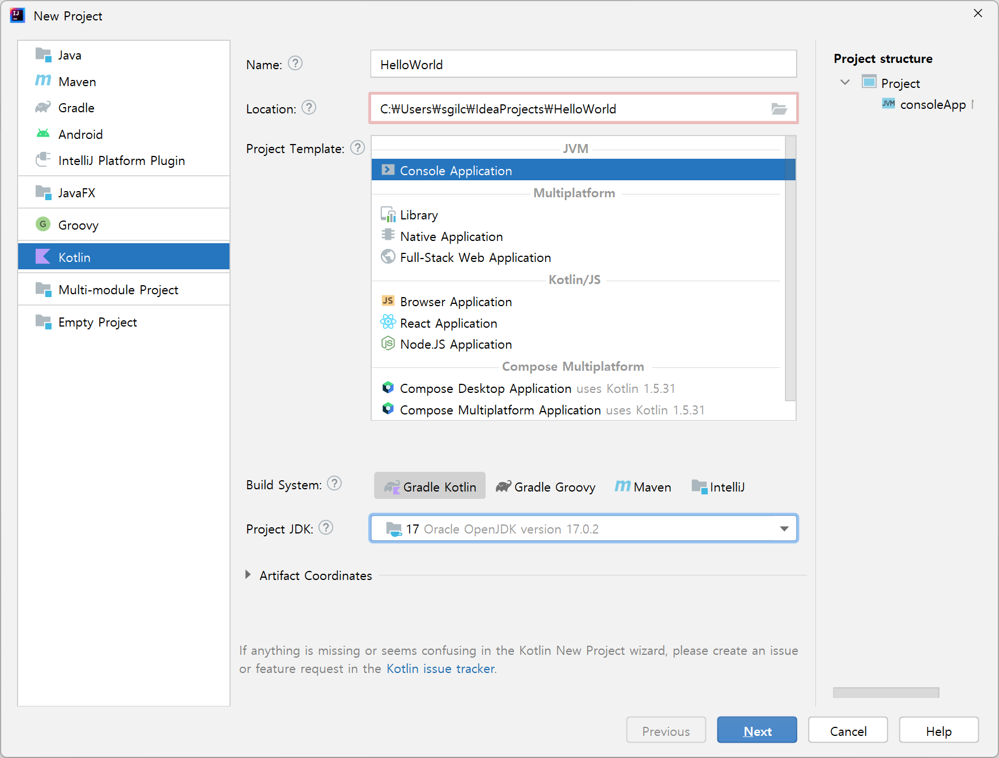 New Project
Java
Maven
Gradle
Android
IntelliJ Platform Plugin
JavaFX
Groovy
Kotlin
Multi-module Project
Empty Project
Name: ?
HelloWorld
Location: ?
C:₩Users₩sgilc₩IdeaProjects₩HelloWorld
Project Template: ?
JVM
Console Application
Multiplatform
Library
Native Application
Full-Stack Web Application
Kotlin/JS
JS Browser Application
React Application
JS Node.JS Application
Compose Multiplatform
Compose Desktop Application uses Kotlin 1.5.31
Compose Multiplatform Application uses Kotlin 1.5.31
Build System: ?
Gradle Kotlin
Gradle Groovy
Maven
IntelliJ
Project JDK: ?
17 Oracle OpenJDK version 17.0.2
Artifact Coordinates
If anything is missing or seems confusing in the Kotlin New Project wizard, please create an issue
or feature request in the Kotlin issue tracker.
Project structure
Project
JVM consoleApp
Previous
Next
Cancel
Help